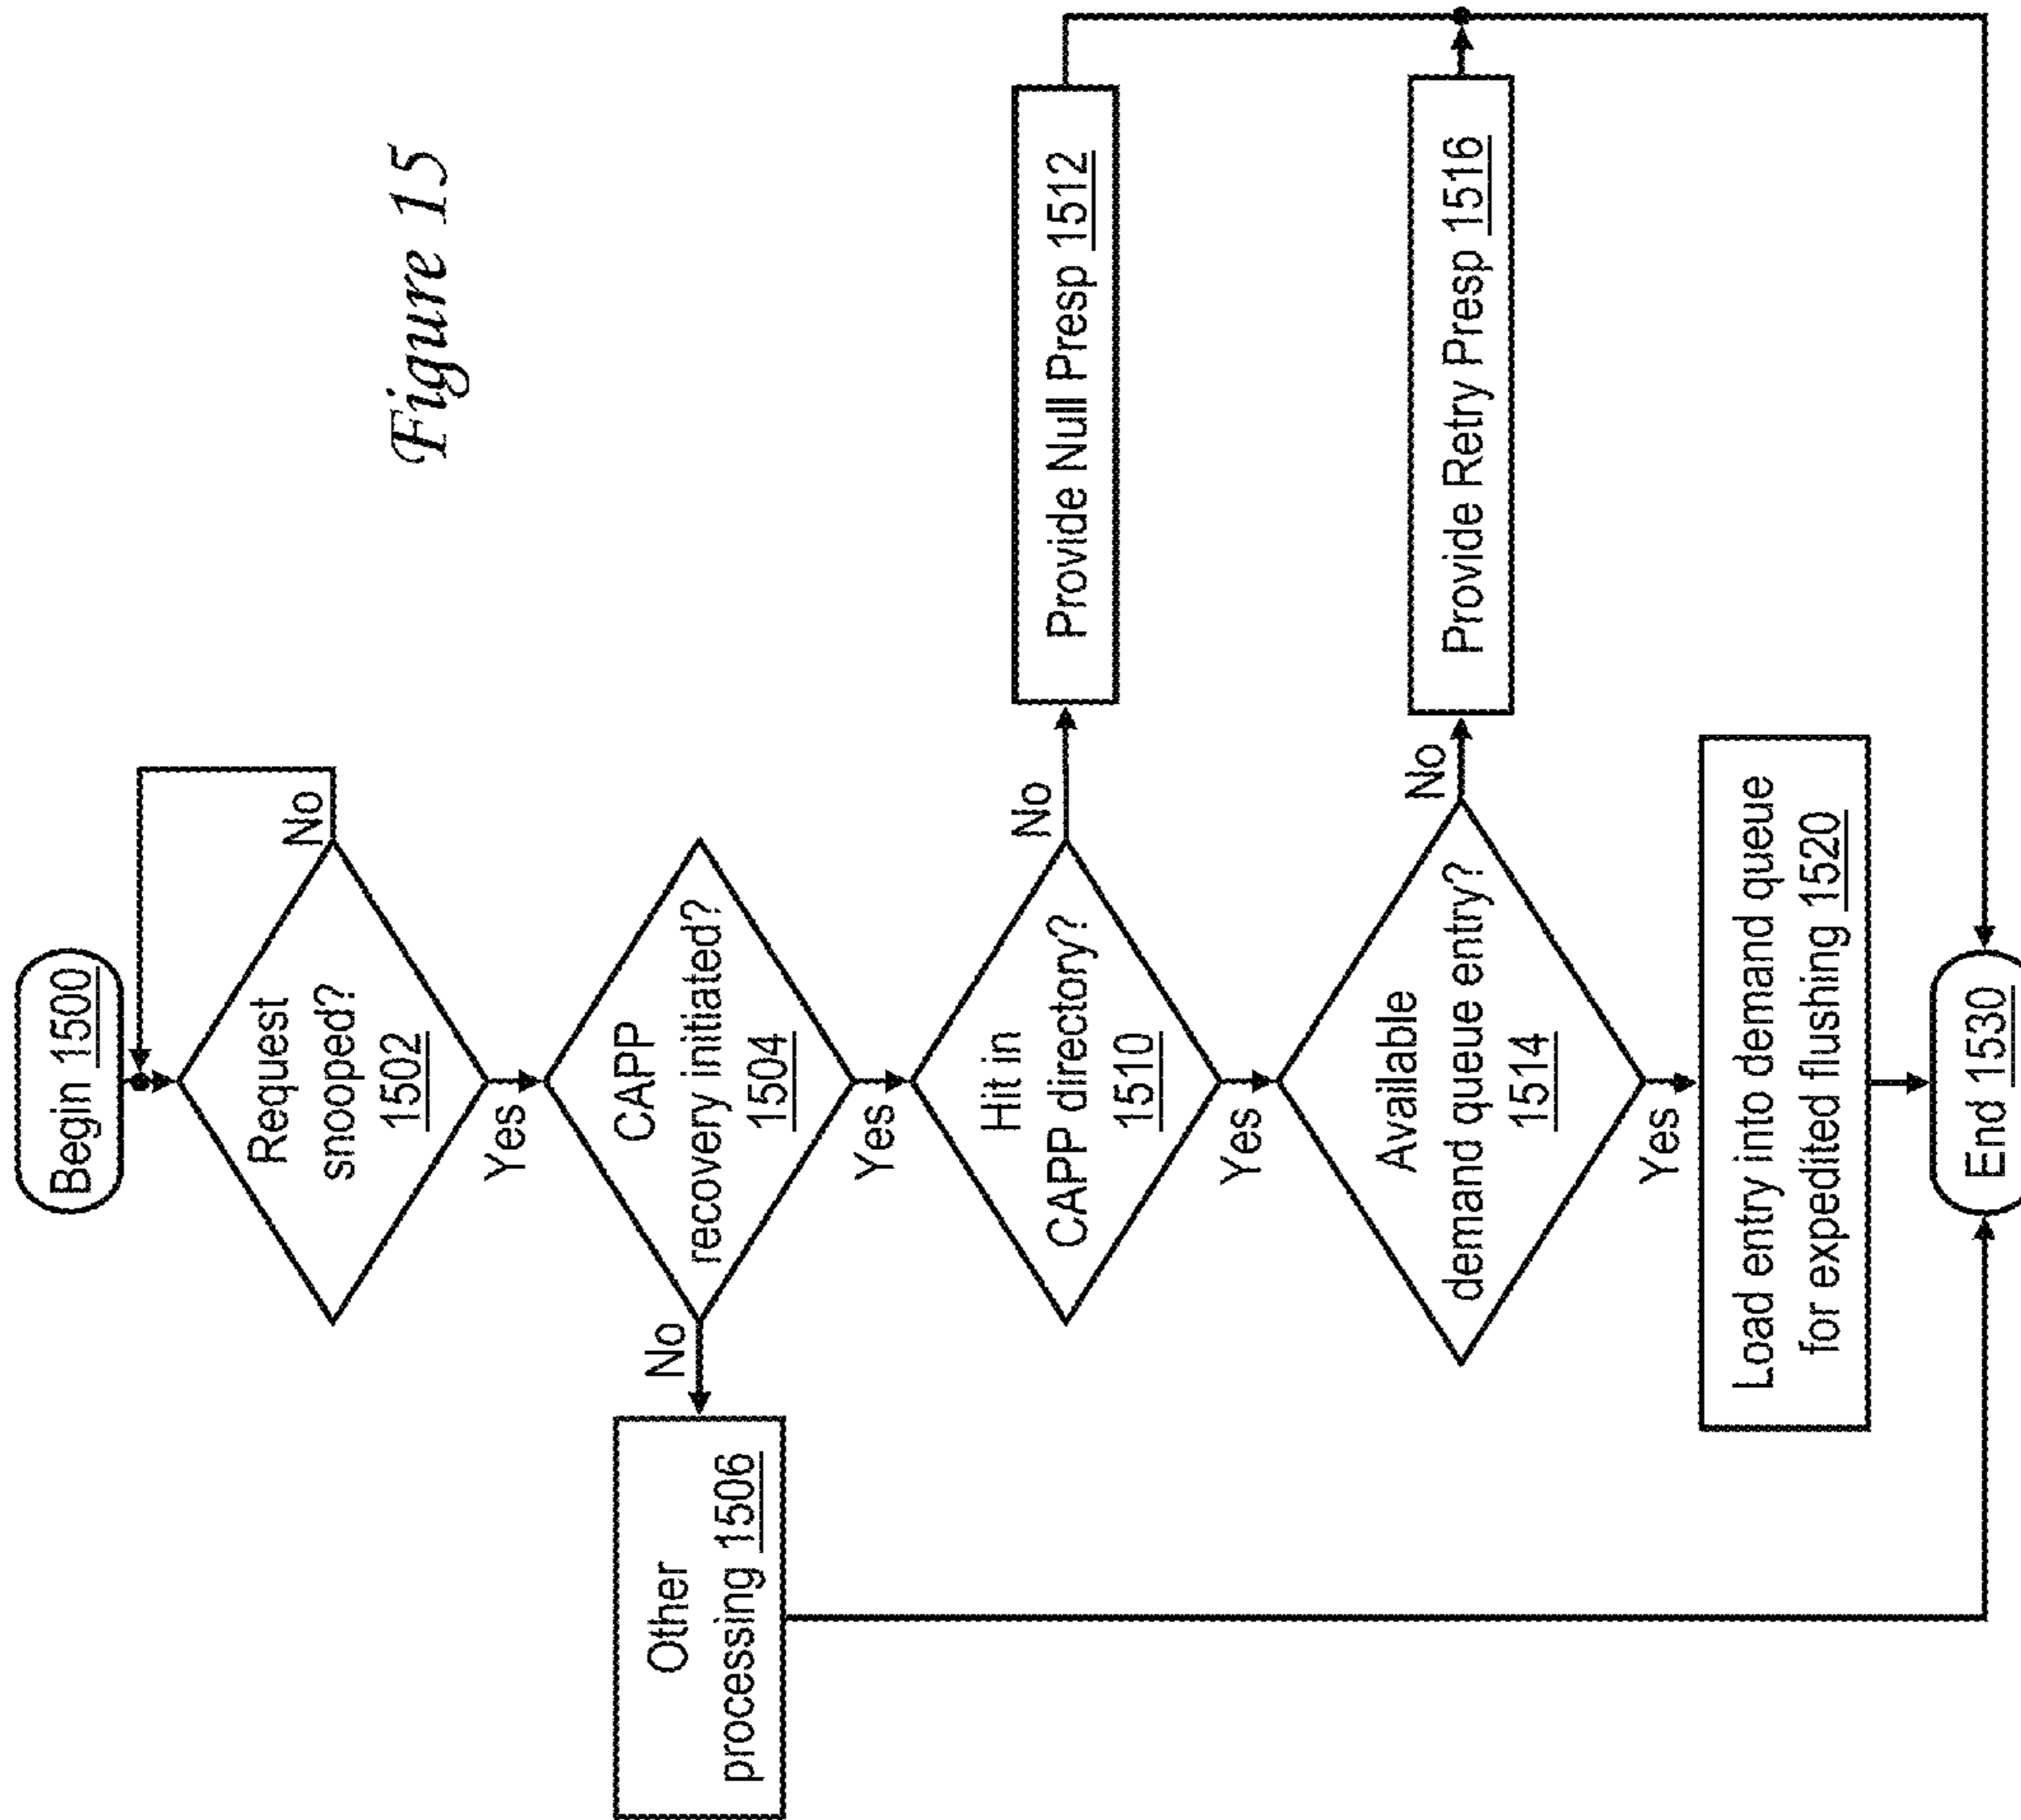 Figure 15
Begin 1500
Request
snooped?
1502
No
Yes
CAPP
recovery initiated?
1504
No
Other
processing 1506
Yes
Hit in
CAPP directory?
1510
No
Provide Null Presp 1512
Yes
Available
demand queue entry?
1514
No
Provide Retry Presp 1516
Yes
Load entry into demand queue
for expedited flushing 1520
End 1530